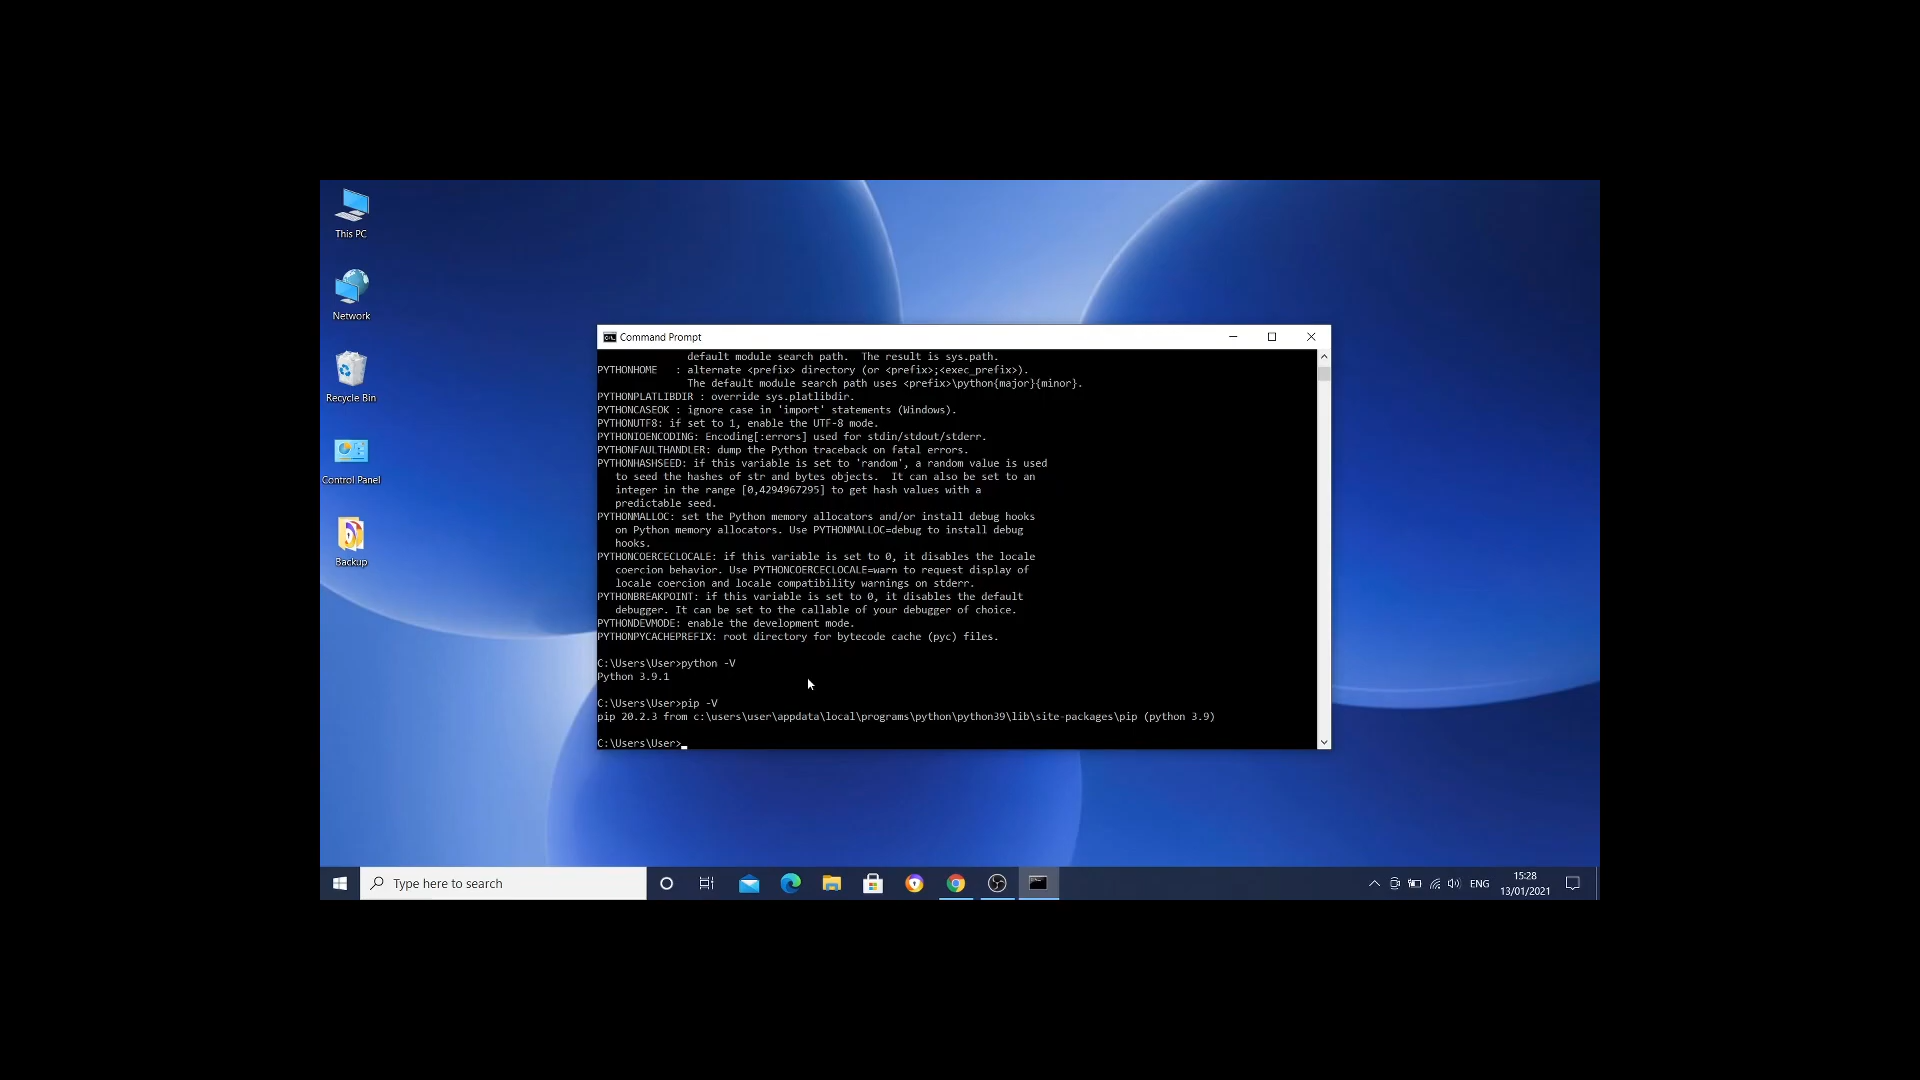 This PC
Network
Recycle Bin
Control Panel
Backup
Command Prompt
default module search path.  The result is sys.path.
PYTHONHOME   : alternate <prefix> directory (or <prefix>;<exec_prefix>).
The default module search path uses <prefix>\python{major}{minor}.
PYTHONPLATLIBDIR : override sys.platlibdir.
PYTHONCASEOK : ignore case in 'import' statements (Windows).
PYTHONUTF8: if set to 1, enable the UTF-8 mode.
PYTHONIOENCODING: Encoding[:errors] used for stdin/stdout/stderr.
PYTHONFAULTHANDLER: dump the Python traceback on fatal errors.
PYTHONHASHSEED: if this variable is set to 'random', a random value is used
to seed the hashes of str and bytes objects.  It can also be set to an
integer in the range [0,4294967295] to get hash values with a
predictable seed.
PYTHONMALLOC: set the Python memory allocators and/or install debug hooks
on Python memory allocators. Use PYTHONMALLOC=debug to install debug
hooks.
PYTHONCOERCECLOCALE: if this variable is set to 0, it disables the locale
coercion behavior. Use PYTHONCOERCECLOCALE=warn to request display of
locale coercion and locale compatibility warnings on stderr.
PYTHONBREAKPOINT: if this variable is set to 0, it disables the default
debugger. It can be set to the callable of your debugger of choice.
PYTHONDEVMODE: enable the development mode.
PYTHONPYCACHEPREFIX: root directory for bytecode cache (pyc) files.
C:\Users\User>python -V
Python 3.9.1
C:\Users\User>pip -V
pip 20.2.3 from c:\users\user\appdata\local\programs\python\python39\lib\site-packages\pip (python 3.9)
C:\Users\User>
Type here to search
ENG
15:28
13/01/2021